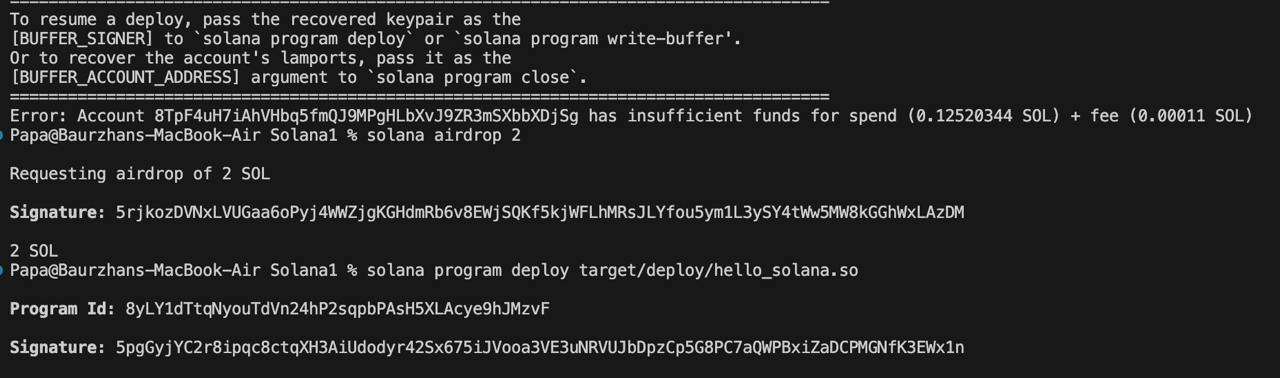 ================================================================================
To resume a deploy, pass the recovered keypair as the
[BUFFER_SIGNER] to `solana program deploy` or `solana program write-buffer'.
Or to recover the account's lamports, pass it as the
[BUFFER_ACCOUNT_ADDRESS] argument to `solana program close`.
================================================================================
Error: Account 8TpF4uH7iAhVHbq5fmQJ9MPgHLbXvJ9ZR3mSXbbXDjSg has insufficient funds for spend (0.12520344 SOL) + fee (0.00011 SOL)
Papa@Baurzhans-MacBook-Air Solana1 % solana airdrop 2
Requesting airdrop of 2 SOL
Signature: 5rjkozDVNxLVUGaa6oPyj4WWZjgKGHdmRb6v8EWjSQKf5kjWFLhMRsJLYfou5ym1L3ySY4tWw5MW8kGGhWxLAzDM
2 SOL
Papa@Baurzhans-MacBook-Air Solana1 % solana program deploy target/deploy/hello_solana.so
Program Id: 8yLY1dTtqNyouTdVn24hP2sqpbPAsH5XLAcye9hJMzvF
Signature: 5pgGyjYC2r8ipqc8ctqXH3AiUdodyr42Sx675iJVooa3VE3uNRVUJbDpzCp5G8PC7aQWPBxiZaDCPMGNfK3EWx1n